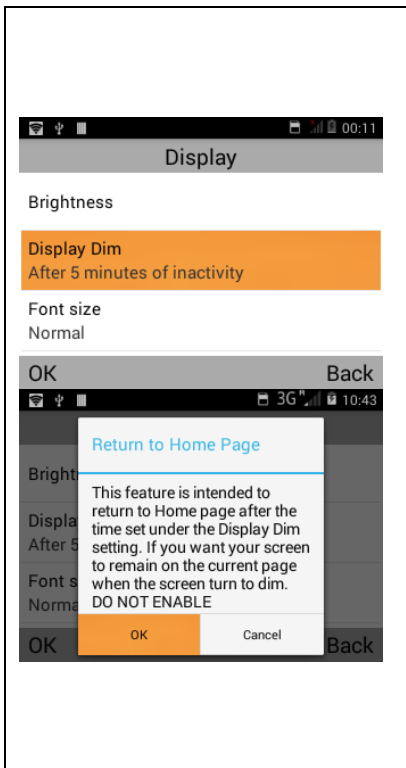 00:11
Display
Brightness
Display Dim
After 5 minutes of inactivity
Font size
Normal
OK Back
3G 10:43
Return to Home Page
Bright
This feature is intended to
return to Home page after the
time set under the Display Dim
setting. If you want your screen
to remain on the current page
when the screen turn to dim.
DO NOT ENABLE
Displa
After 5
Font s
Norma
OK Cancel
OK Back